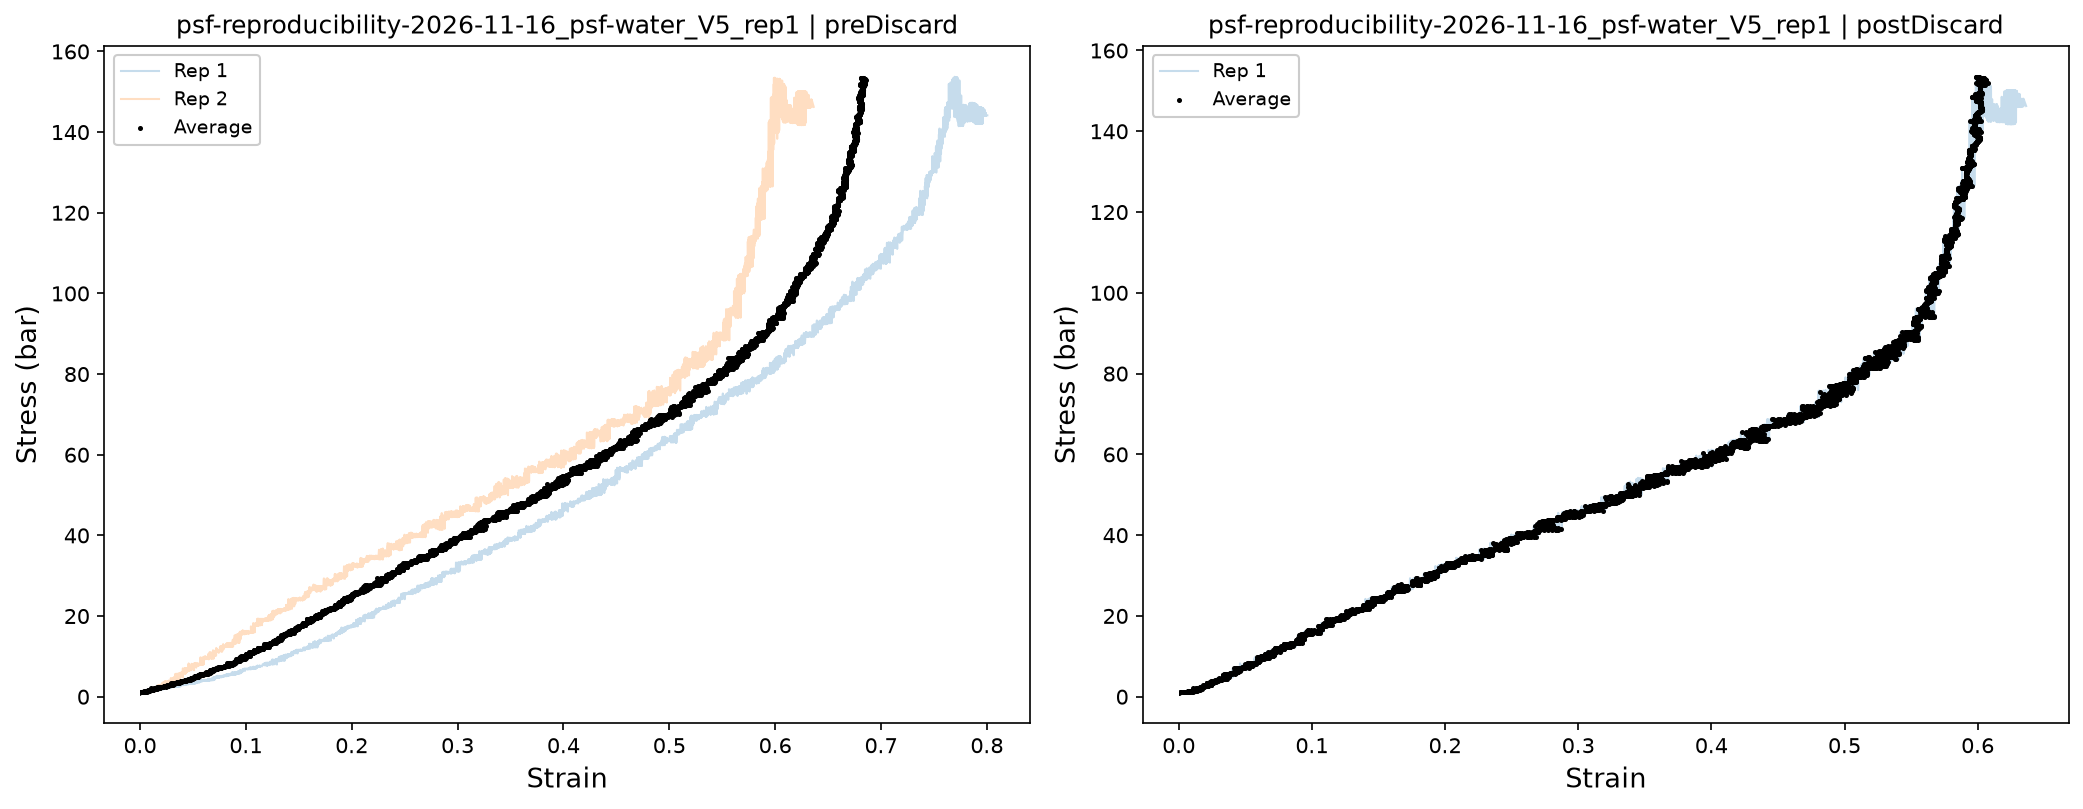 psf-reproducibility-2026-11-16_psf-water_V5_rep1 | preDiscard
Rep 1
Rep 2
Average
160
140
120
100
80
60
40
20
0
Stress (bar)
0.0 0.1 0.2 0.3 0.4 0.5 0.6 0.7 0.8
Strain
psf-reproducibility-2026-11-16_psf-water_V5_rep1 | postDiscard
Rep 1
Average
160
140
120
100
80
60
40
20
0
Stress (bar)
0.0 0.1 0.2 0.3 0.4 0.5 0.6
Strain